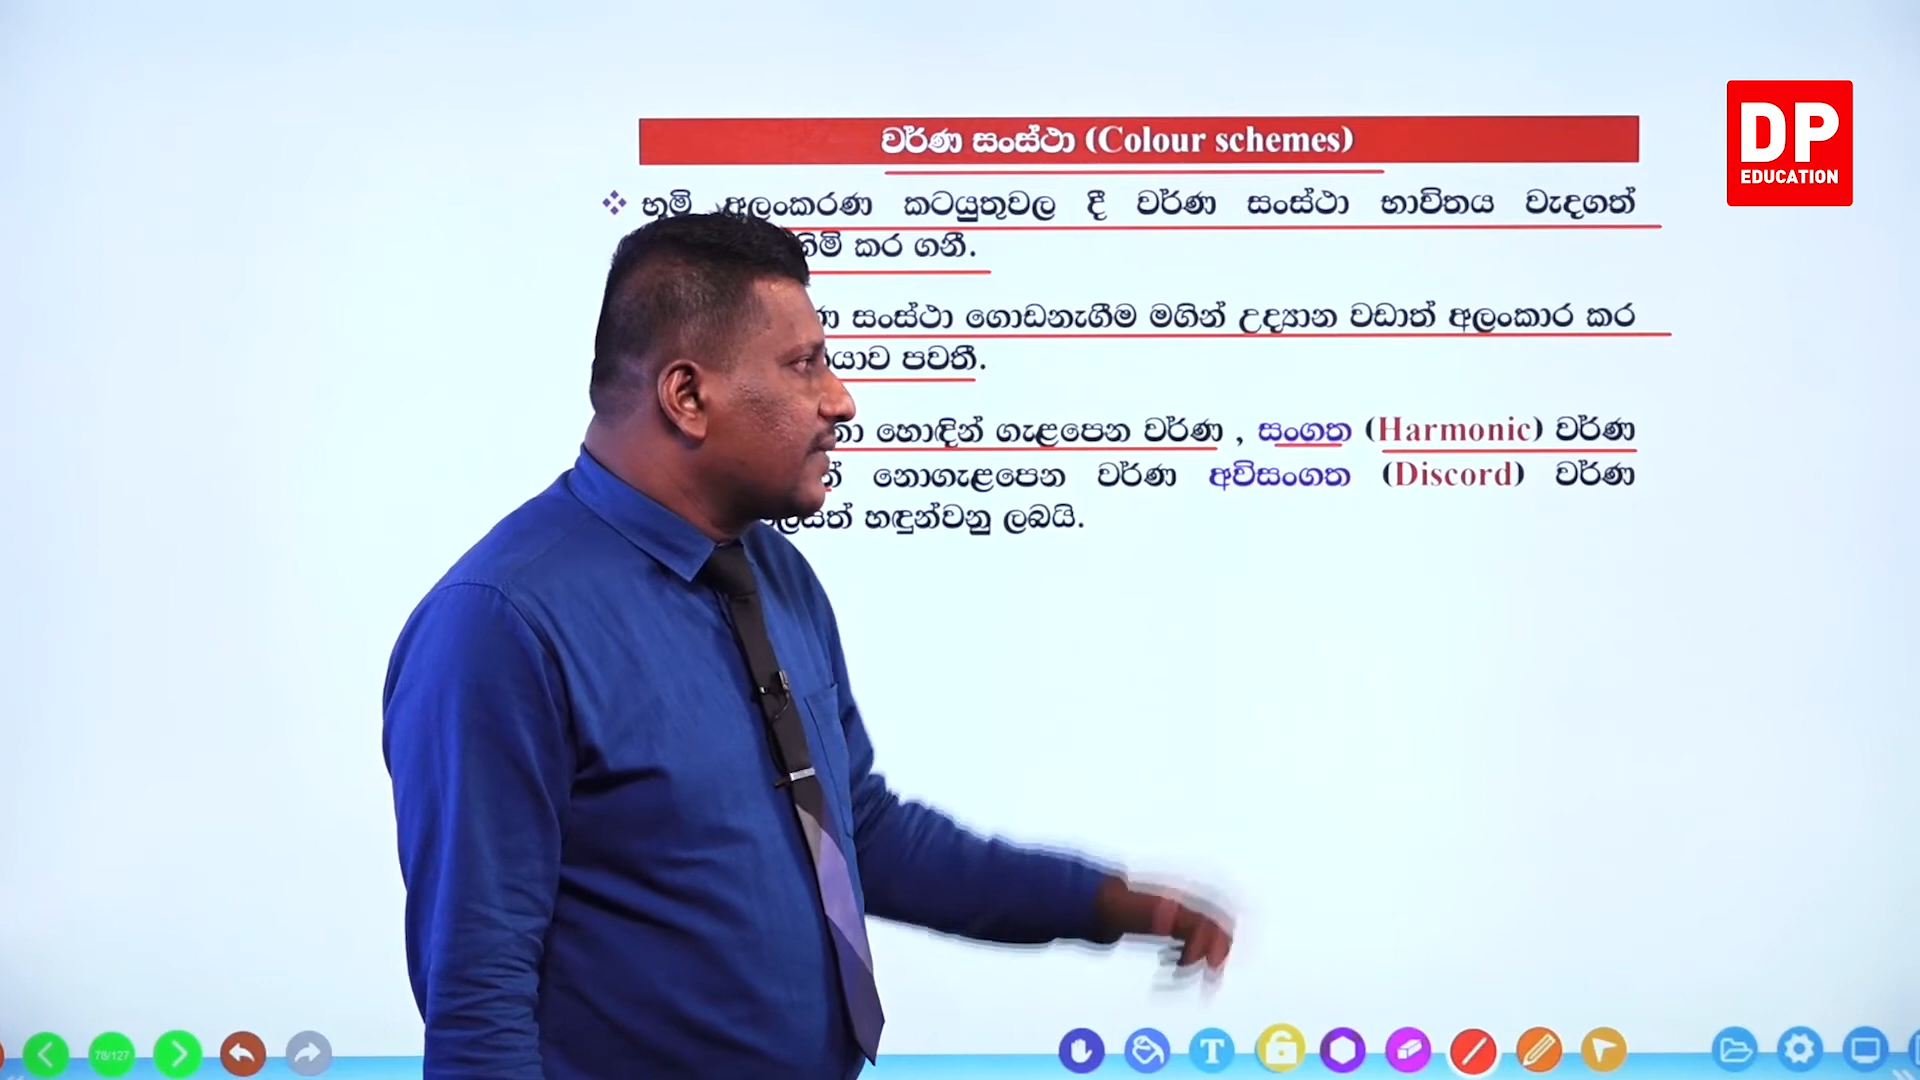 වර්ණ සංස්ථා (Colour schemes)
DP
EDUCATION
භූමි අලංකරණ කටයුතුවල දී වර්ණ සංස්ථා භාවිතය වැදගත්
කර ගනී.
සංස්ථා ගොඩනැගීම මගින් උද්‍යාන වඩාත් අලංකාර කර
පවතී.
හොඳින් ගැළපෙන වර්ණ , සංගත (Harmonic) වර්ණ
නොගැළපෙන වර්ණ අවිසංගත (Discord) වර්ණ
හඳුන්වනු ලබයි.
78/127
T